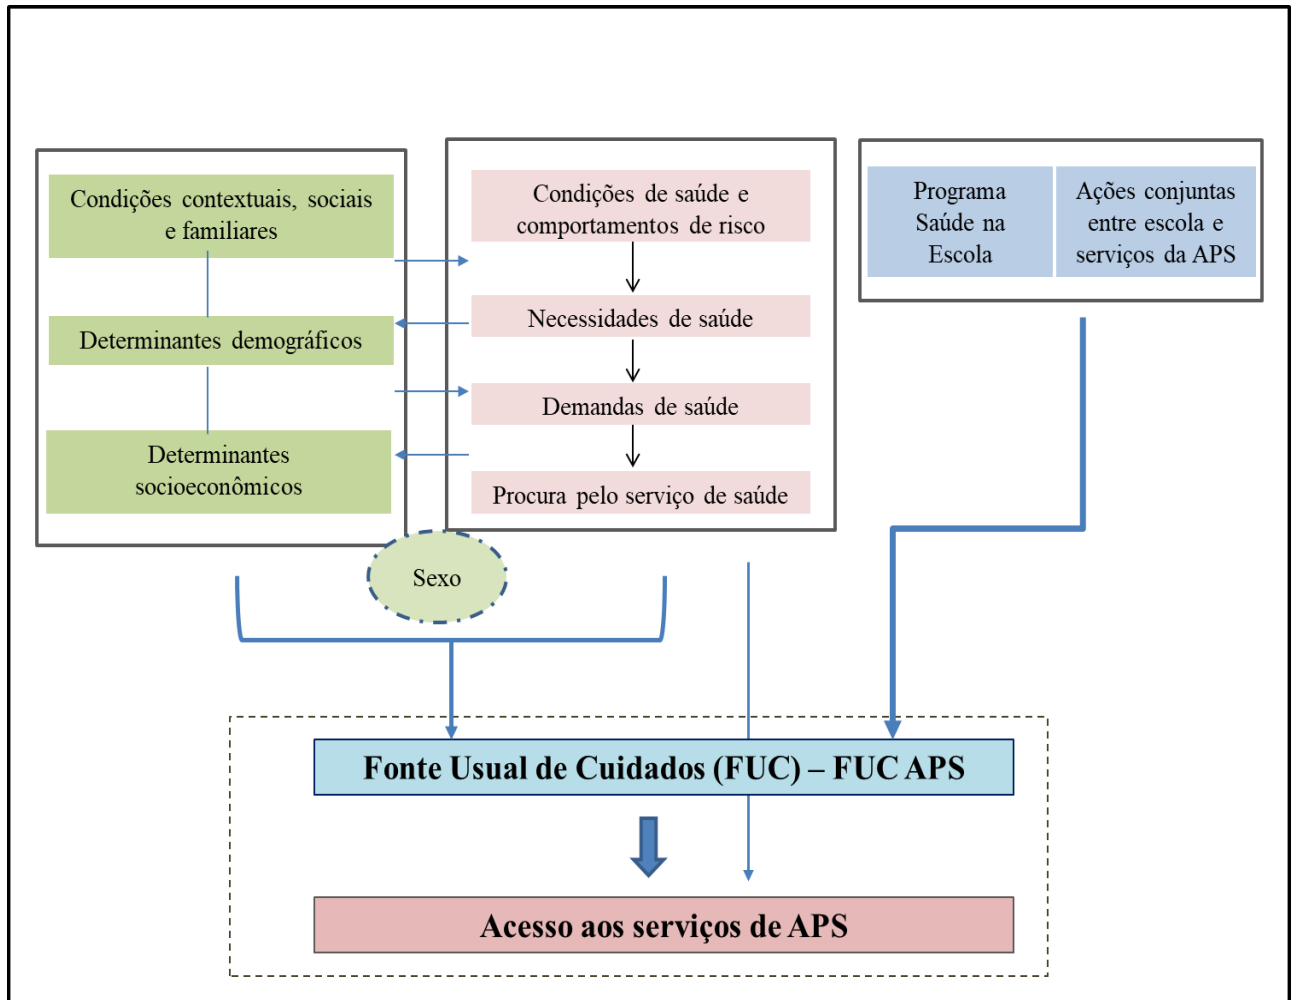 Condições contextuais, sociais
e familiares
Determinantes demográficos
Determinantes
socioeconômicos
Condições de saúde e
comportamentos de risco
Necessidades de saúde
Demandas de saúde
Procura pelo serviço de saúde
Programa
Saúde na
Escola
Ações conjuntas
entre escola e
serviços da APS
Sexo
Fonte Usual de Cuidados (FUC) – FUC APS
Acesso aos serviços de APS